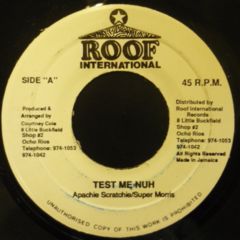 ROOF
INTERNATIONAL
SIDE "A"
45 R.P.M.
Produced &
Arranged by
Courtney Cole
8 Little Buckfield
Shop #2
Ocho Rios
Telephone: 974-1053
974-1042
Distributed by
Roof International
Records
8 Little Buckfield
Shop #2
Ocho Rios
Telephone: 974-1053
974-1042
All Rights Reserved
Made in Jamaica
TEST ME NUH
Apachie Scratchie/Super Morris
UNAUTHORISED COPY OF THIS WORK IS PROHIBITED